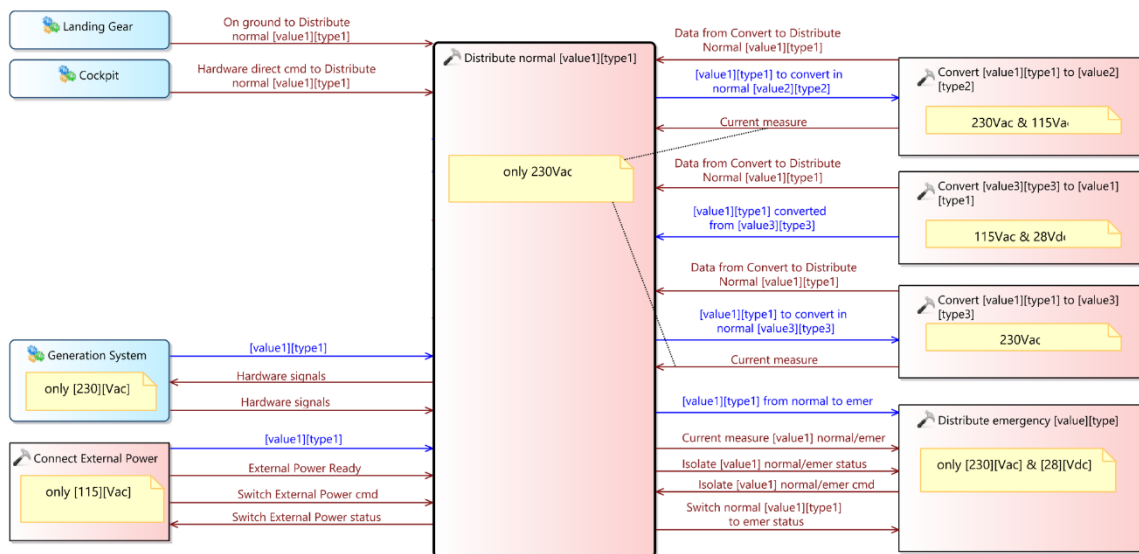 Landing Gear
On ground to Distribute
normal [value1][type1]
Cockpit
Hardware direct cmd to Distribute
normal [value1][type1]
Generation System
only [230][Vac]
[value1][type1]
Hardware signals
Hardware signals
Connect External Power
only [115][Vac]
[value1][type1]
External Power Ready
Switch External Power cmd
Switch External Power status
Distribute normal [value1][type1]
only 230Vac
Data from Convert to Distribute
Normal [value1][type1]
[value1][type1] to convert in
normal [value2][type2]
Current measure
Convert [value1][type1] to [value2]
[type2]
230Vac & 115Vac
Data from Convert to Distribute
Normal [value1][type1]
[value1][type1] converted
from [value3][type3]
Convert [value3][type3] to [value1]
[type1]
115Vac & 28Vdc
Data from Convert to Distribute
Normal [value1][type1]
[value1][type1] to convert in
normal [value3][type3]
Current measure
Convert [value1][type1] to [value3]
[type3]
230Vac
[value1][type1] from normal to emer
Current measure [value1] normal/emer
Isolate [value1] normal/emer status
Isolate [value1] normal/emer cmd
Switch normal [value1][type1]
to emer status
Distribute emergency [value][type]
only [230][Vac] & [28][Vdc]